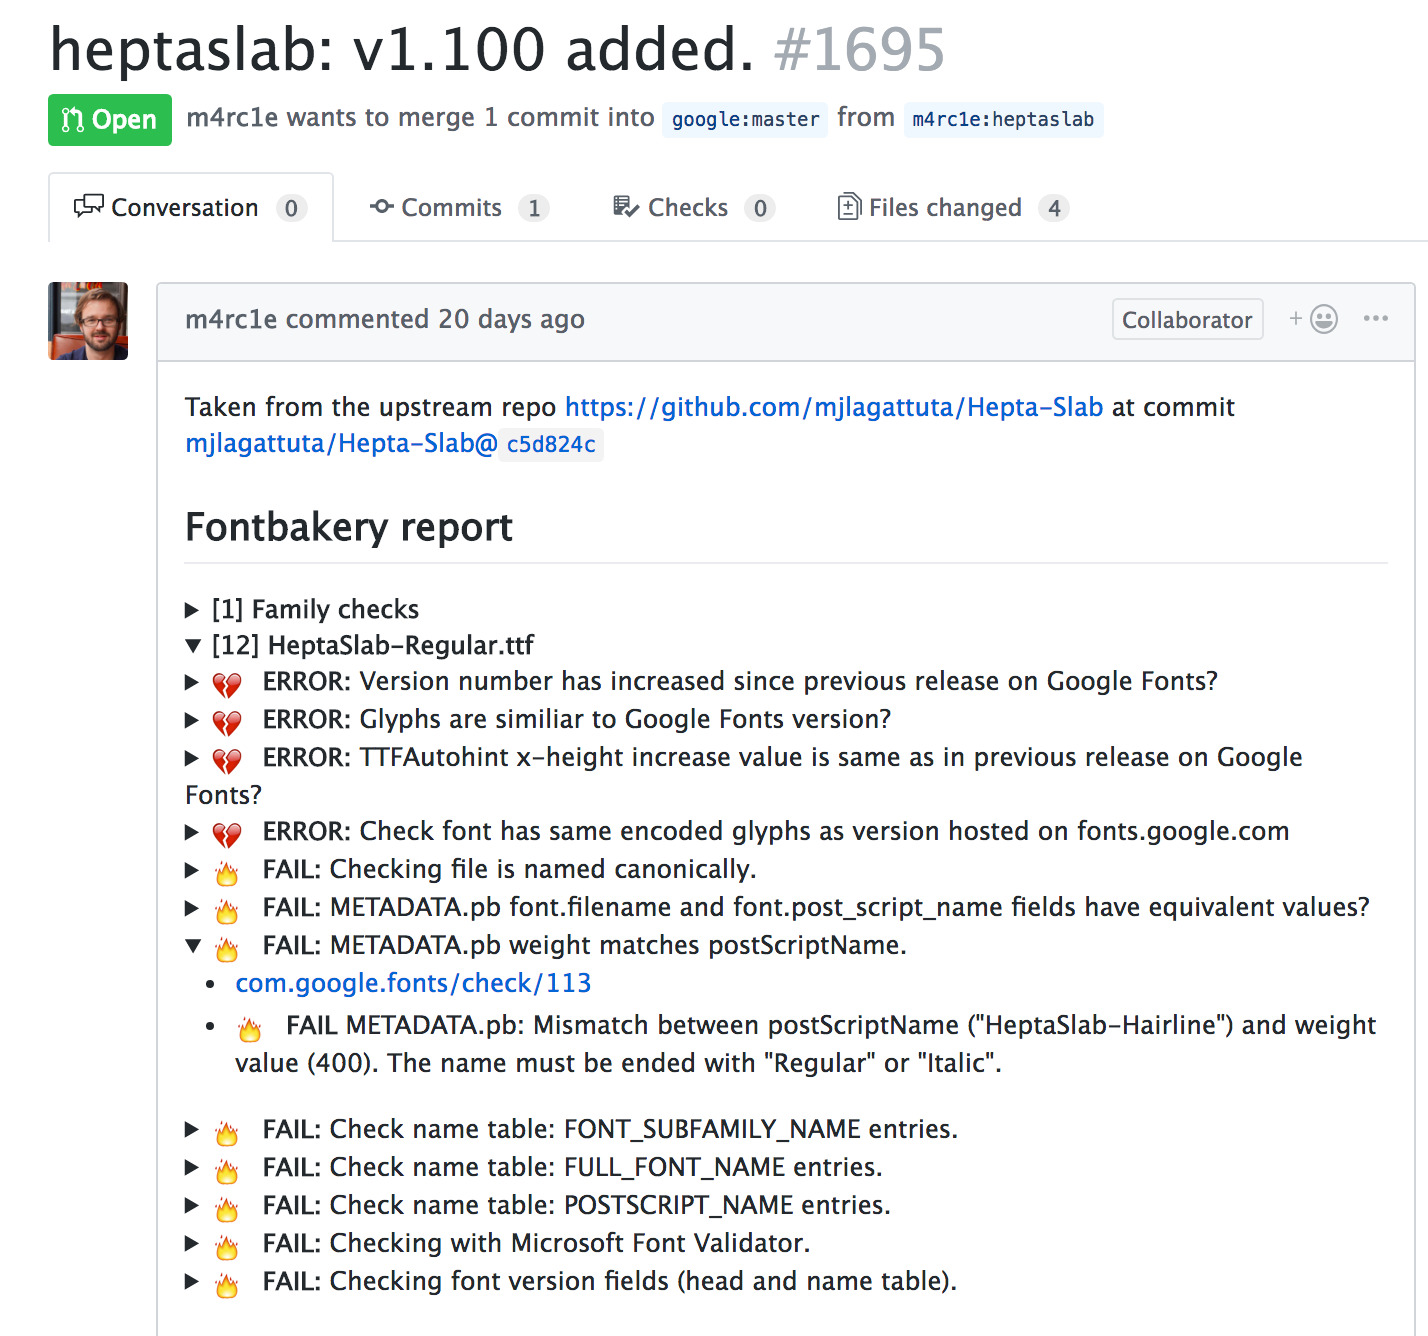 heptaslab: v1.100 added. #1695
Open m4rc1e wants to merge 1 commit into google:master from m4rc1e:heptaslab
Conversation 0 Commits 1 Checks 0 Files changed 4
m4rc1e commented 20 days ago Collaborator + ...
Taken from the upstream repo https://github.com/mjlagattuta/Hepta-Slab at commit
mjlagattuta/Hepta-Slab@ c5d824c
Fontbakery report
[1] Family checks
[12] HeptaSlab-Regular.ttf
ERROR: Version number has increased since previous release on Google Fonts?
ERROR: Glyphs are similiar to Google Fonts version?
ERROR: TTFAutohint x-height increase value is same as in previous release on Google
Fonts?
ERROR: Check font has same encoded glyphs as version hosted on fonts.google.com
FAIL: Checking file is named canonically.
FAIL: METADATA.pb font.filename and font.post_script_name fields have equivalent values?
FAIL: METADATA.pb weight matches postScriptName.
com.google.fonts/check/113
FAIL METADATA.pb: Mismatch between postScriptName ("HeptaSlab-Hairline") and weight
value (400). The name must be ended with "Regular" or "Italic".
FAIL: Check name table: FONT_SUBFAMILY_NAME entries.
FAIL: Check name table: FULL_FONT_NAME entries.
FAIL: Check name table: POSTSCRIPT_NAME entries.
FAIL: Checking with Microsoft Font Validator.
FAIL: Checking font version fields (head and name table).